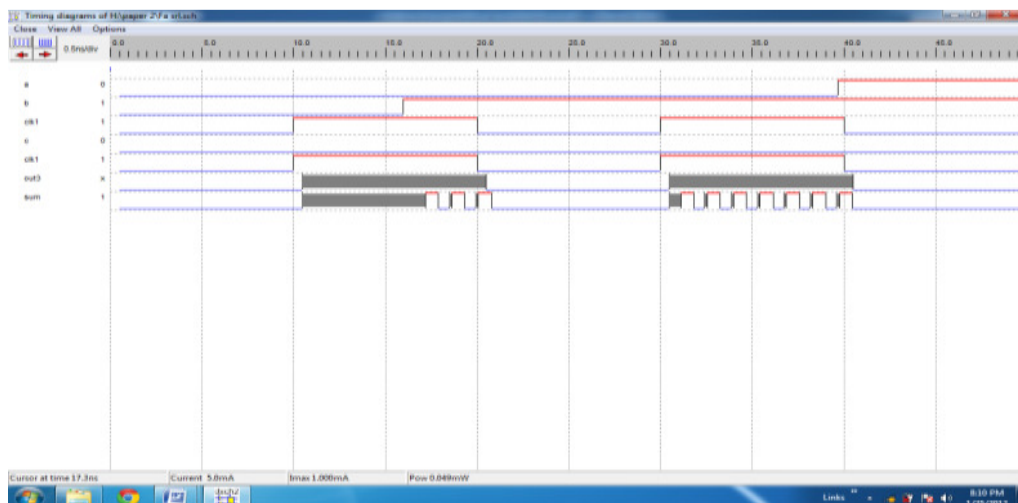 Timing diagrams of H:\paper 2\Fa srl.sch
Close View All Options
0.5ns/div 0.0 5.0 10.0 15.0 20.0 25.0 30.0 35.0 40.0 45.0
a 0
b 1
clk1 1
c 0
clk1 1
out3 x
sum 1
Cursor at time 17.3ns Current 5.0mA Imax 1.000mA Pow 0.049mW
Links 8:10 PM